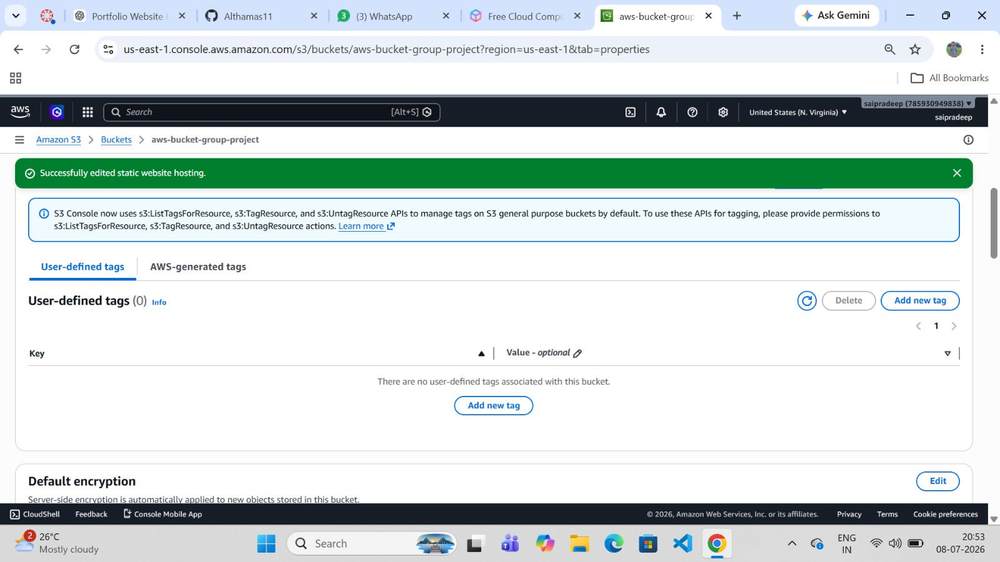 Portfolio Website
Althamas11
3
(3) WhatsApp
Free Cloud Comp
aws-bucket-group
Ask Gemini
us-east-1.console.aws.amazon.com/s3/buckets/aws-bucket-group-project?region=us-east-1&tab=properties
All Bookmarks
aws
Search
[Alt+S]
United States (N. Virginia)
saipradeep (785930949838)
saipradeep
Amazon S3
Buckets
aws-bucket-group-project
Successfully edited static website hosting.
S3 Console now uses s3:ListTagsForResource, s3:TagResource, and s3:UntagResource APIs to manage tags on S3 general purpose buckets by default. To use these APIs for tagging, please provide permissions to
s3:ListTagsForResource, s3:TagResource, and s3:UntagResource actions. Learn more
User-defined tags
AWS-generated tags
User-defined tags (0) Info
Delete
Add new tag
1
Key
Value - optional
There are no user-defined tags associated with this bucket.
Add new tag
Default encryption
Edit
Server-side encryption is automatically applied to new objects stored in this bucket.
CloudShell
Feedback
Console Mobile App
© 2026, Amazon Web Services, Inc. or its affiliates.
Privacy
Terms
Cookie preferences
2
26°C
Mostly cloudy
Search
ENG
IN
20:53
08-07-2026